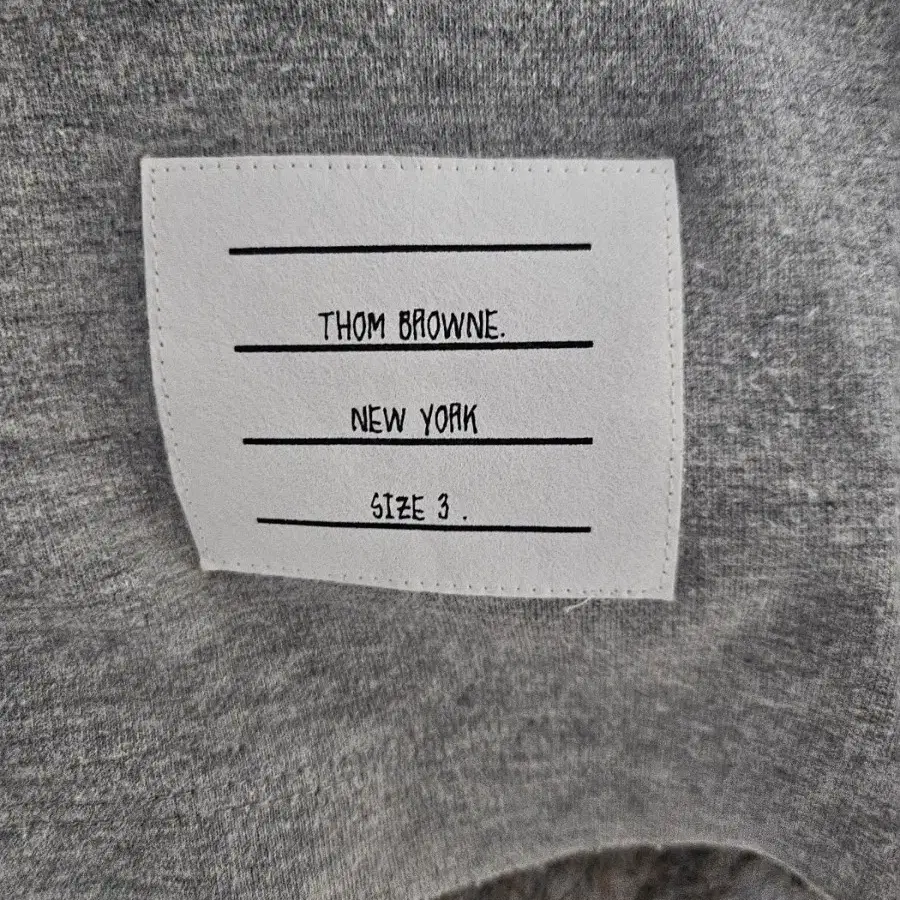 THOM BROWNE.
NEW YORK
SIZE 3 .